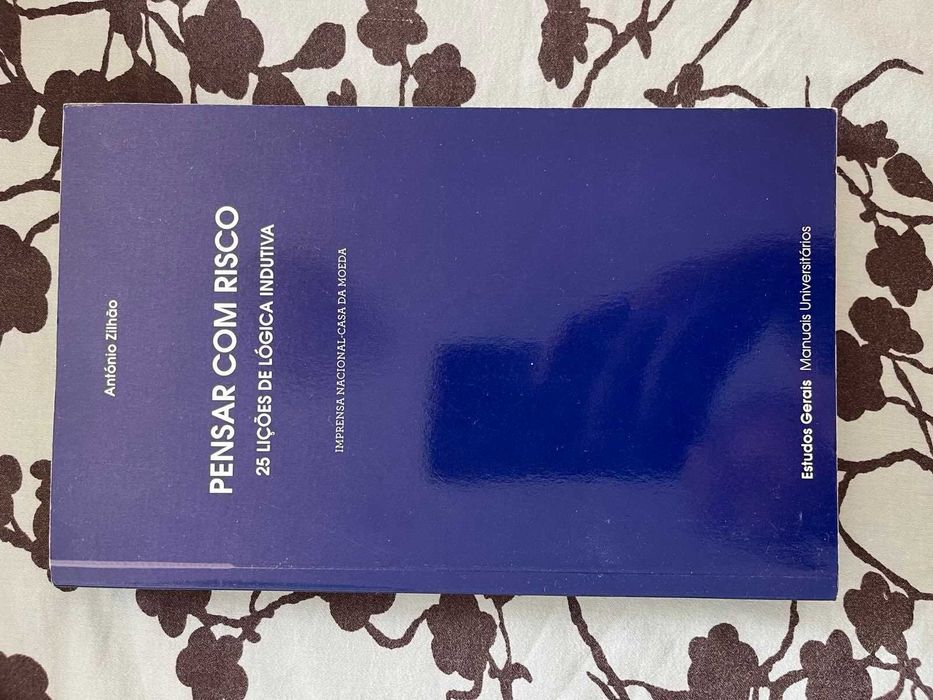 António Zilhão
PENSAR COM RISCO
25 LIÇÕES DE LÓGICA INDUTIVA
IMPRENSA NACIONAL-CASA DA MOEDA
Estudos Gerais Manuais Universitários